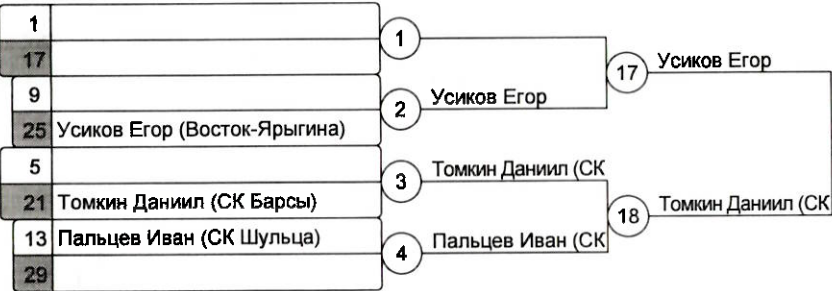 1
1
17
17
Усиков Егор
9
2
Усиков Егор
25
Усиков Егор (Восток-Ярыгина)
5
3
Томкин Даниил (СК
21
Томкин Даниил (СК Барсы)
18
Томкин Даниил (СК
13
Пальцев Иван (СК Шульца)
4
Пальцев Иван (СК
29